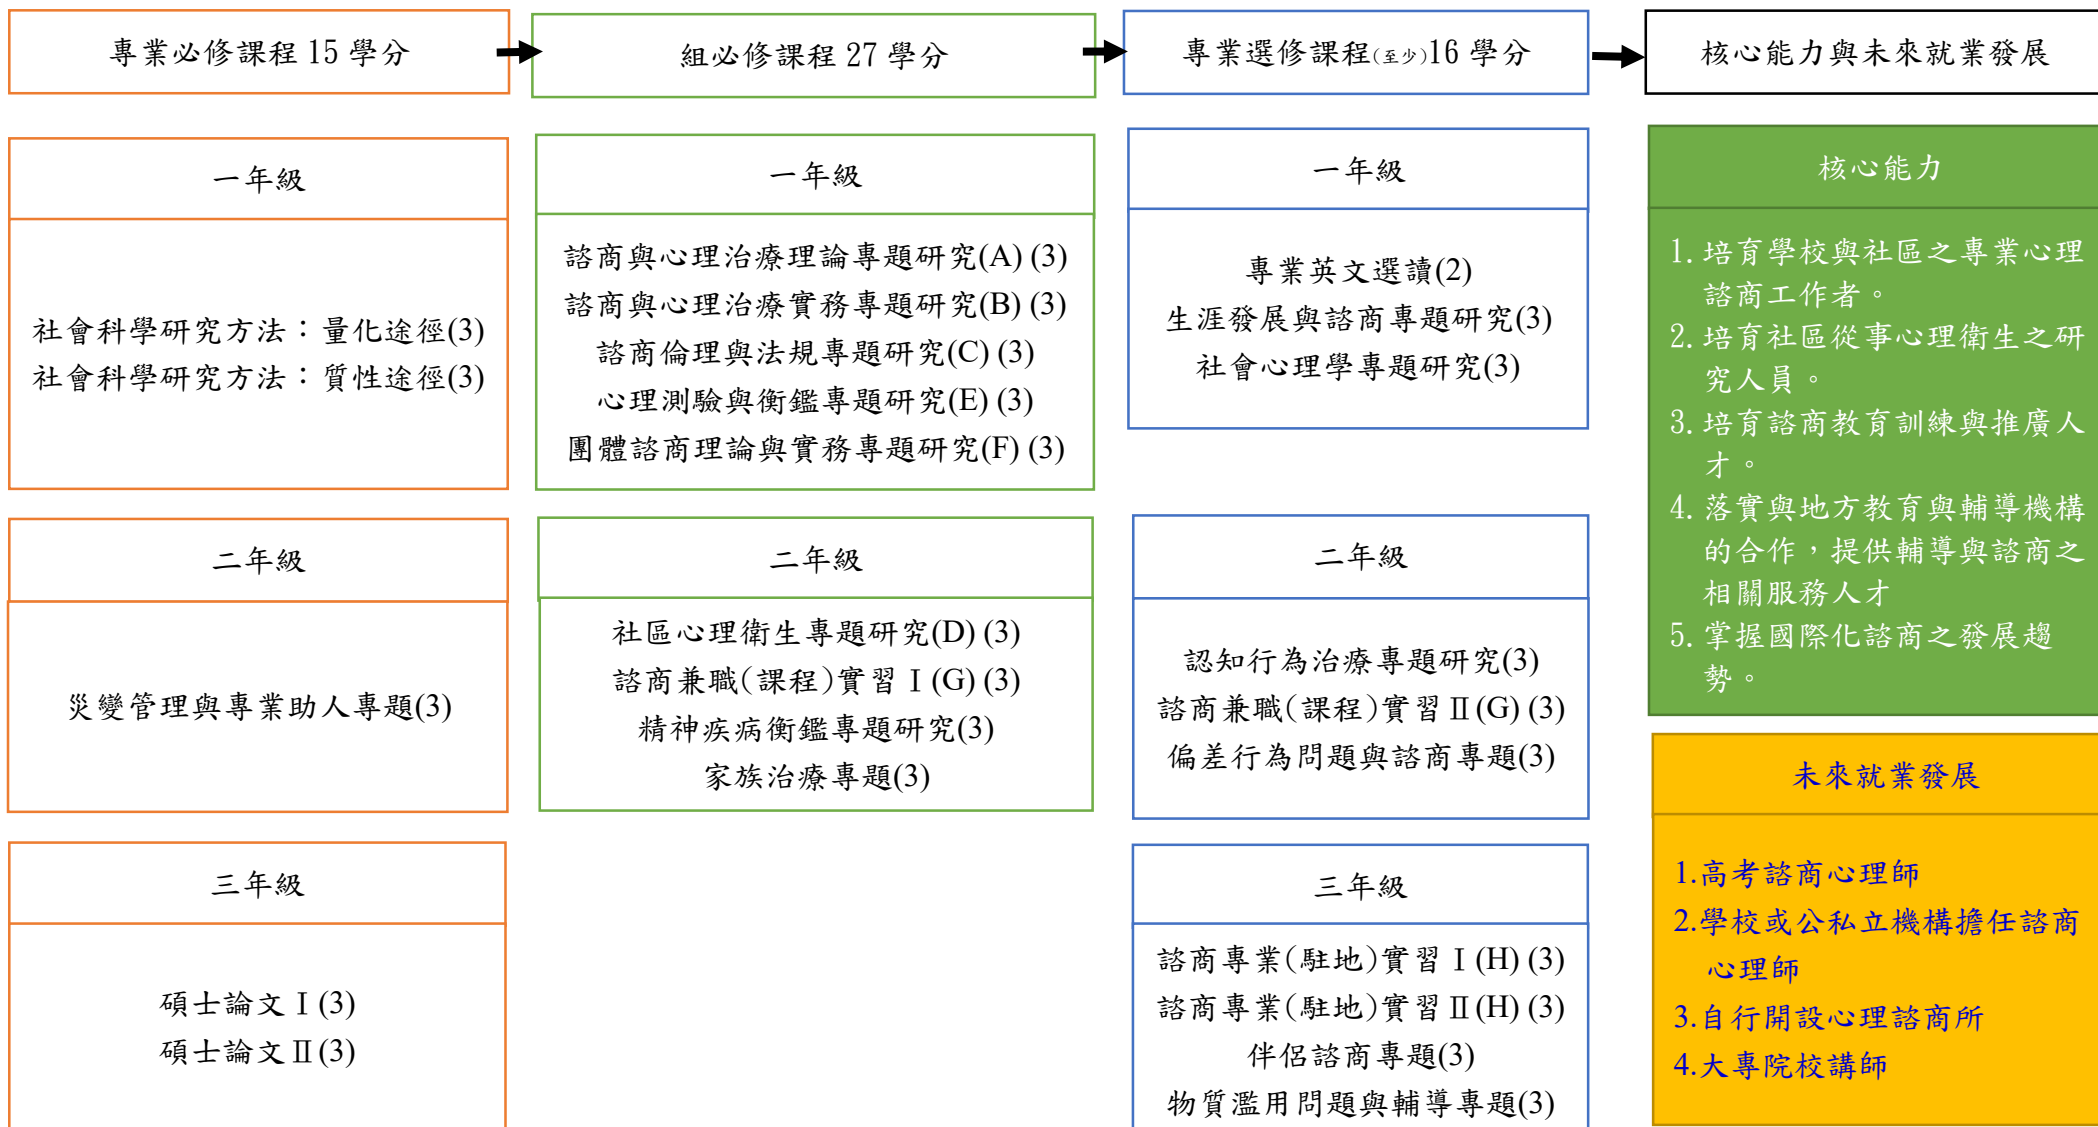 專業必修課程 15 學分
組必修課程 27 學分
專業選修課程(至少)16 學分
核心能力與未來就業發展
一年級
社會科學研究方法：量化途徑(3)
社會科學研究方法：質性途徑(3)
二年級
災變管理與專業助人專題(3)
三年級
碩士論文Ⅰ(3)
碩士論文Ⅱ(3)
一年級
諮商與心理治療理論專題研究(A) (3)
諮商與心理治療實務專題研究(B) (3)
諮商倫理與法規專題研究(C) (3)
心理測驗與衡鑑專題研究(E) (3)
團體諮商理論與實務專題研究(F) (3)
二年級
社區心理衛生專題研究(D) (3)
諮商兼職(課程)實習Ⅰ(G) (3)
精神疾病衡鑑專題研究(3)
家族治療專題(3)
一年級
專業英文選讀(2)
生涯發展與諮商專題研究(3)
社會心理學專題研究(3)
二年級
認知行為治療專題研究(3)
諮商兼職(課程)實習Ⅱ(G) (3)
偏差行為問題與諮商專題(3)
三年級
諮商專業(駐地)實習Ⅰ(H) (3)
諮商專業(駐地)實習Ⅱ(H) (3)
伴侶諮商專題(3)
物質濫用問題與輔導專題(3)
核心能力
1. 培育學校與社區之專業心理
諮商工作者。
2. 培育社區從事心理衛生之研
究人員。
3. 培育諮商教育訓練與推廣人
才。
4. 落實與地方教育與輔導機構
的合作，提供輔導與諮商之
相關服務人才
5. 掌握國際化諮商之發展趨
勢。
未來就業發展
1.高考諮商心理師
2.學校或公私立機構擔任諮商
心理師
3.自行開設心理諮商所
4.大專院校講師